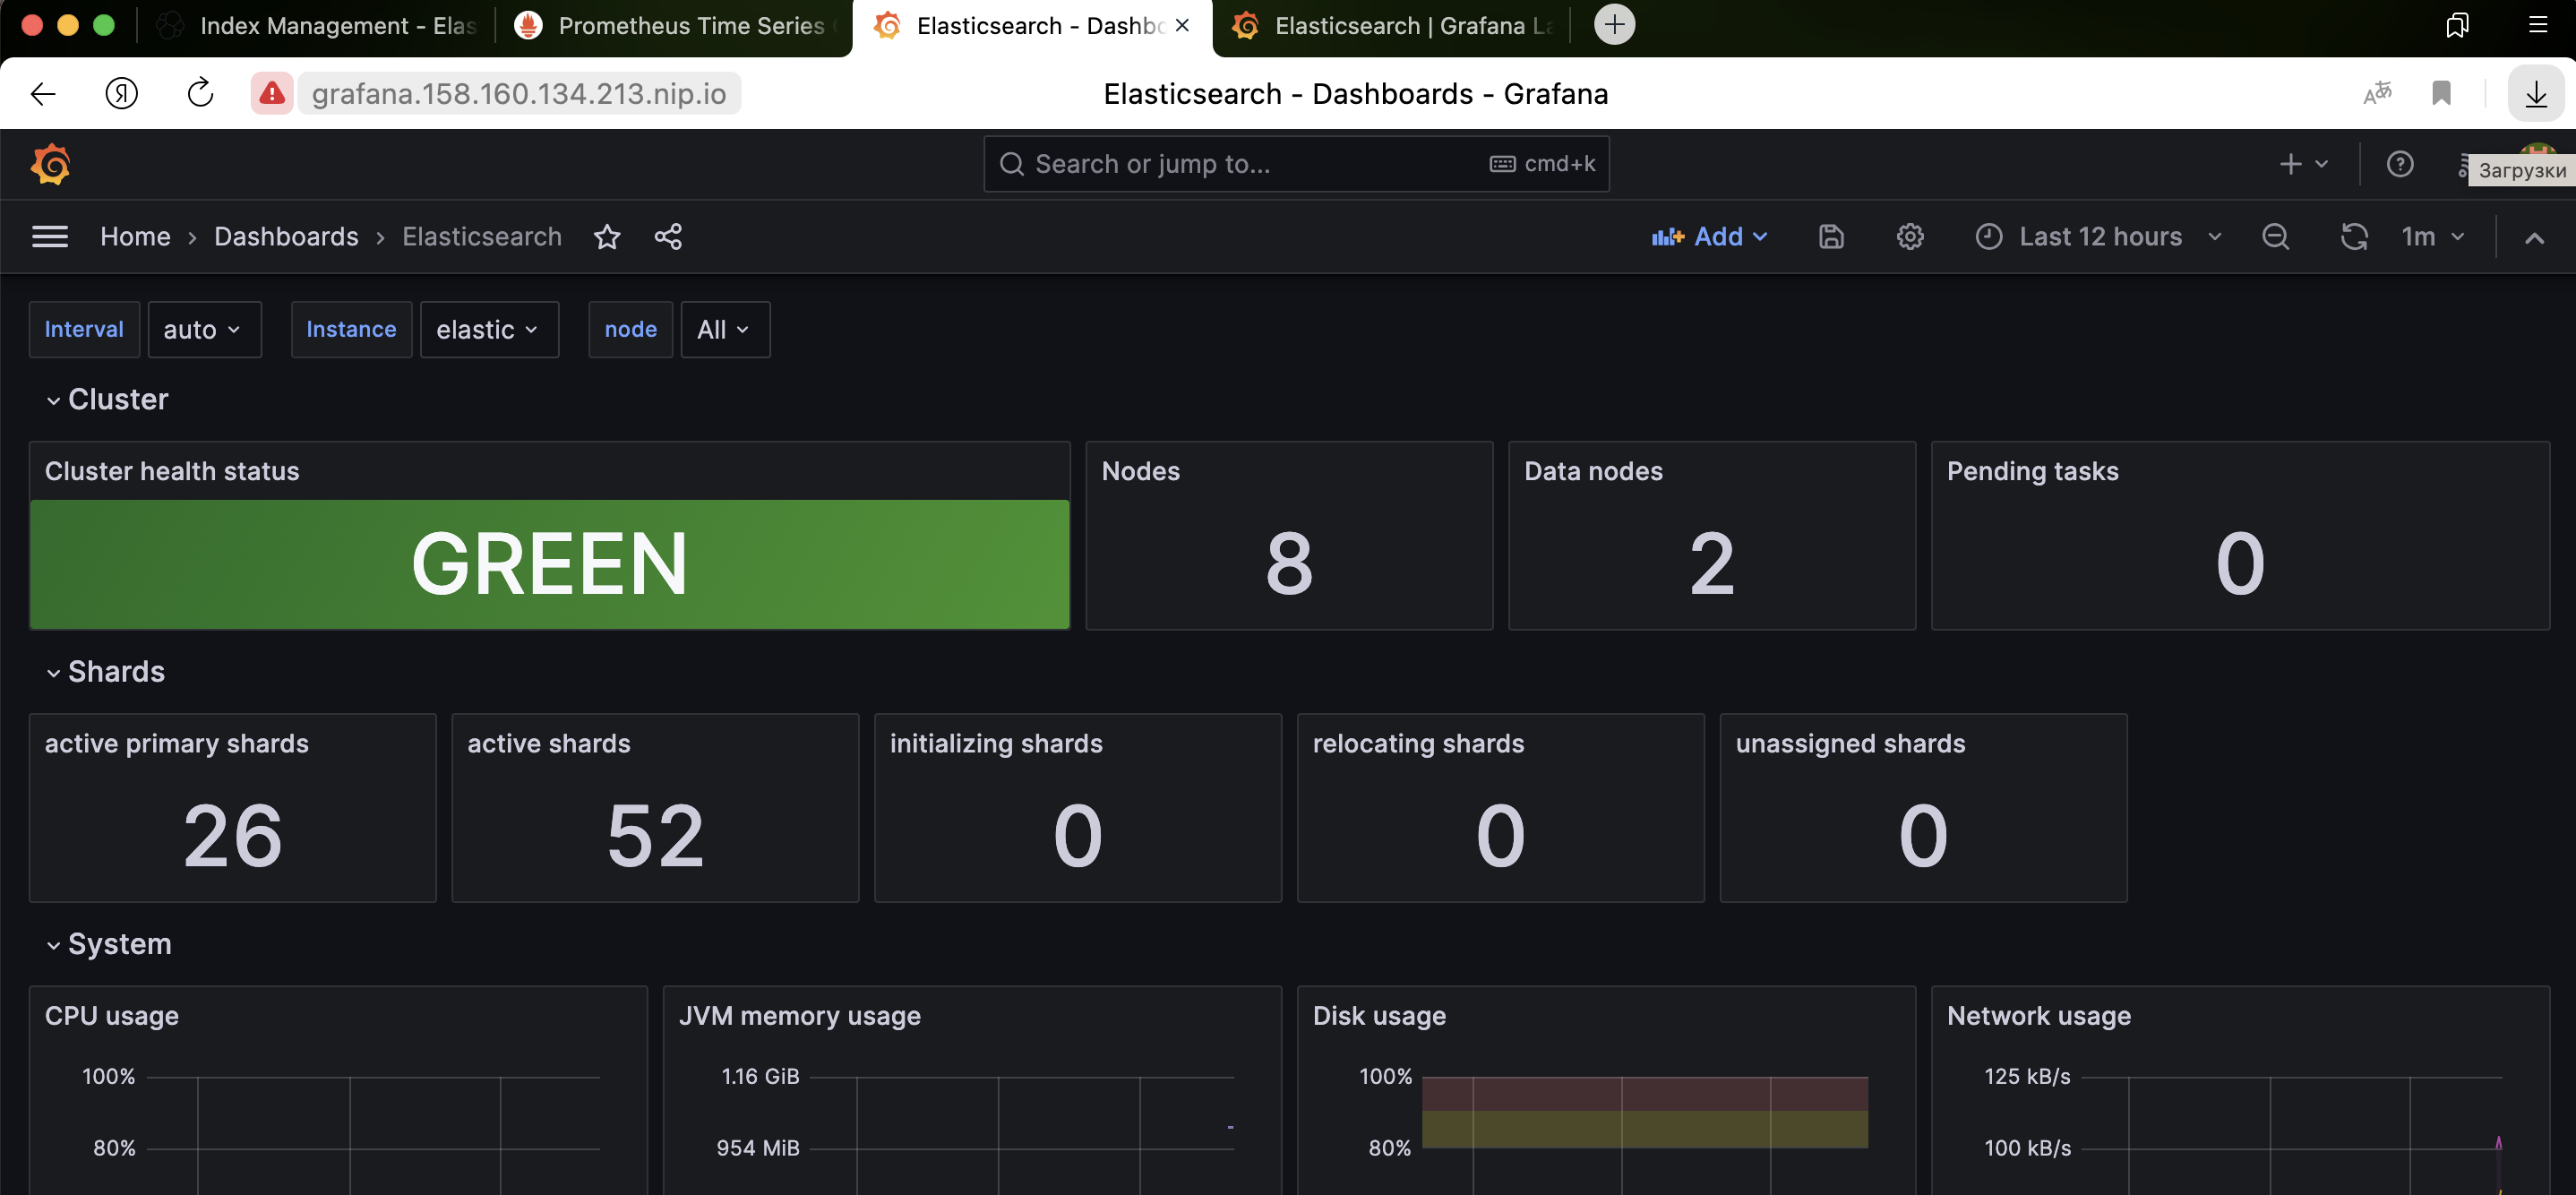 Index Management - Elas
Prometheus Time Series
Elasticsearch - Dashbo
Elasticsearch | Grafana La
Я
grafana.158.160.134.213.nip.io
Elasticsearch - Dashboards - Grafana
Search or jump to...
cmd+k
Загрузки
Home › Dashboards › Elasticsearch
Add
Last 12 hours
1m
Interval
auto
Instance
elastic
node
All
Cluster
Cluster health status
Nodes
Data nodes
Pending tasks
GREEN
8
2
0
Shards
active primary shards
active shards
initializing shards
relocating shards
unassigned shards
26
52
0
0
0
System
CPU usage
JVM memory usage
Disk usage
Network usage
100%
1.16 GiB
100%
125 kB/s
80%
954 MiB
80%
100 kB/s